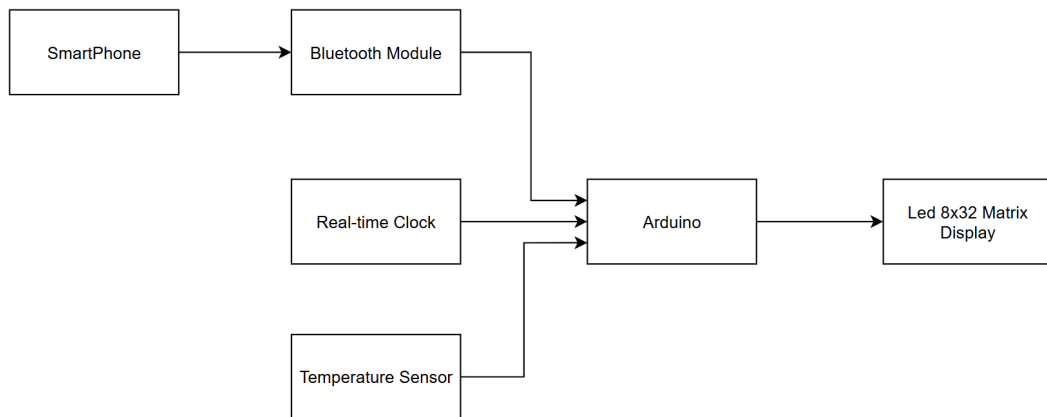 SmartPhone
Bluetooth Module
Real-time Clock
Arduino
Led 8x32 Matrix
Display
Temperature Sensor